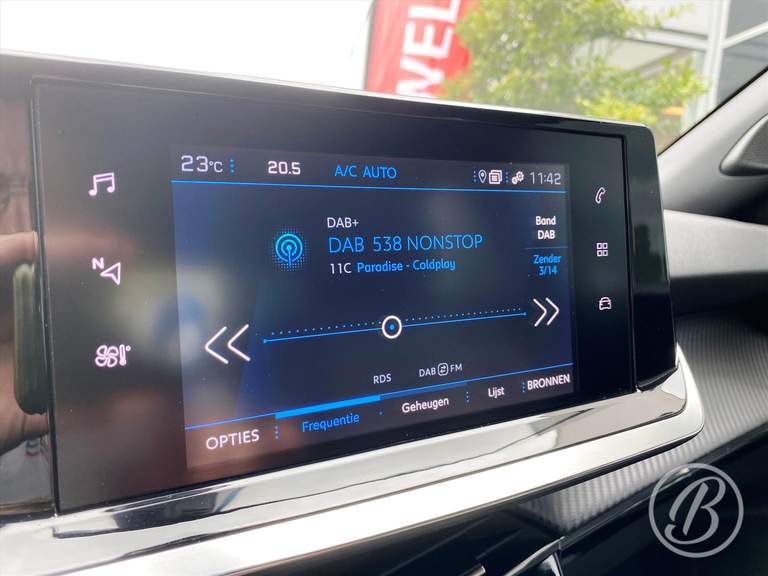 WEL
23°C
20.5
A/C AUTO
11:42
DAB+
DAB 538 NONSTOP
11C Paradise - Coldplay
Band
DAB
Zender
3/14
N
RDS
DAB FM
OPTIES
Frequentie
Geheugen
Lijst
BRONNEN
B